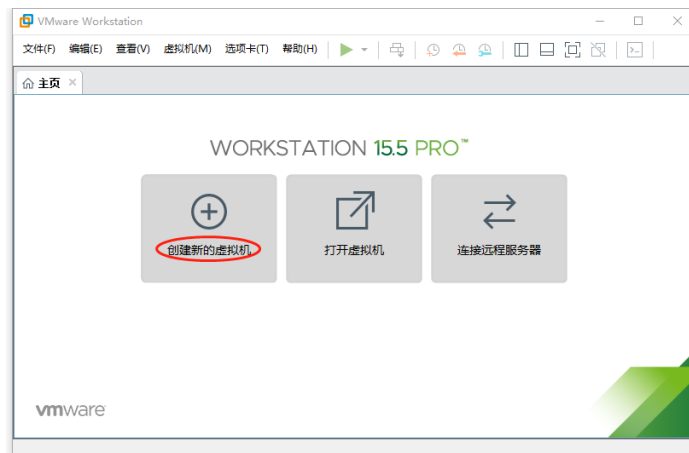 VMware Workstation
文件(F) 编辑(E) 查看(V) 虚拟机(M) 选项卡(T) 帮助(H)
主页
WORKSTATION 15.5 PRO™
创建新的虚拟机 打开虚拟机 连接远程服务器
vmware